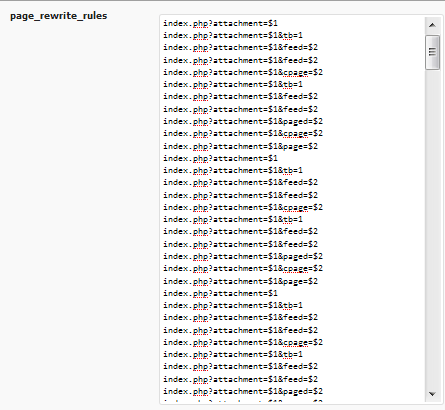 page_rewrite_rules
index.php?attachment=$1
index.php?attachment=$1&tb=1
index.php?attachment=$1&feed=$2
index.php?attachment=$1&feed=$2
index.php?attachment=$1&cpage=$2
index.php?attachment=$1&tb=1
index.php?attachment=$1&feed=$2
index.php?attachment=$1&feed=$2
index.php?attachment=$1&paged=$2
index.php?attachment=$1&cpage=$2
index.php?attachment=$1&page=$2
index.php?attachment=$1
index.php?attachment=$1&tb=1
index.php?attachment=$1&feed=$2
index.php?attachment=$1&feed=$2
index.php?attachment=$1&cpage=$2
index.php?attachment=$1&tb=1
index.php?attachment=$1&feed=$2
index.php?attachment=$1&feed=$2
index.php?attachment=$1&paged=$2
index.php?attachment=$1&cpage=$2
index.php?attachment=$1&page=$2
index.php?attachment=$1
index.php?attachment=$1&tb=1
index.php?attachment=$1&feed=$2
index.php?attachment=$1&feed=$2
index.php?attachment=$1&cpage=$2
index.php?attachment=$1&tb=1
index.php?attachment=$1&feed=$2
index.php?attachment=$1&feed=$2
index.php?attachment=$1&paged=$2